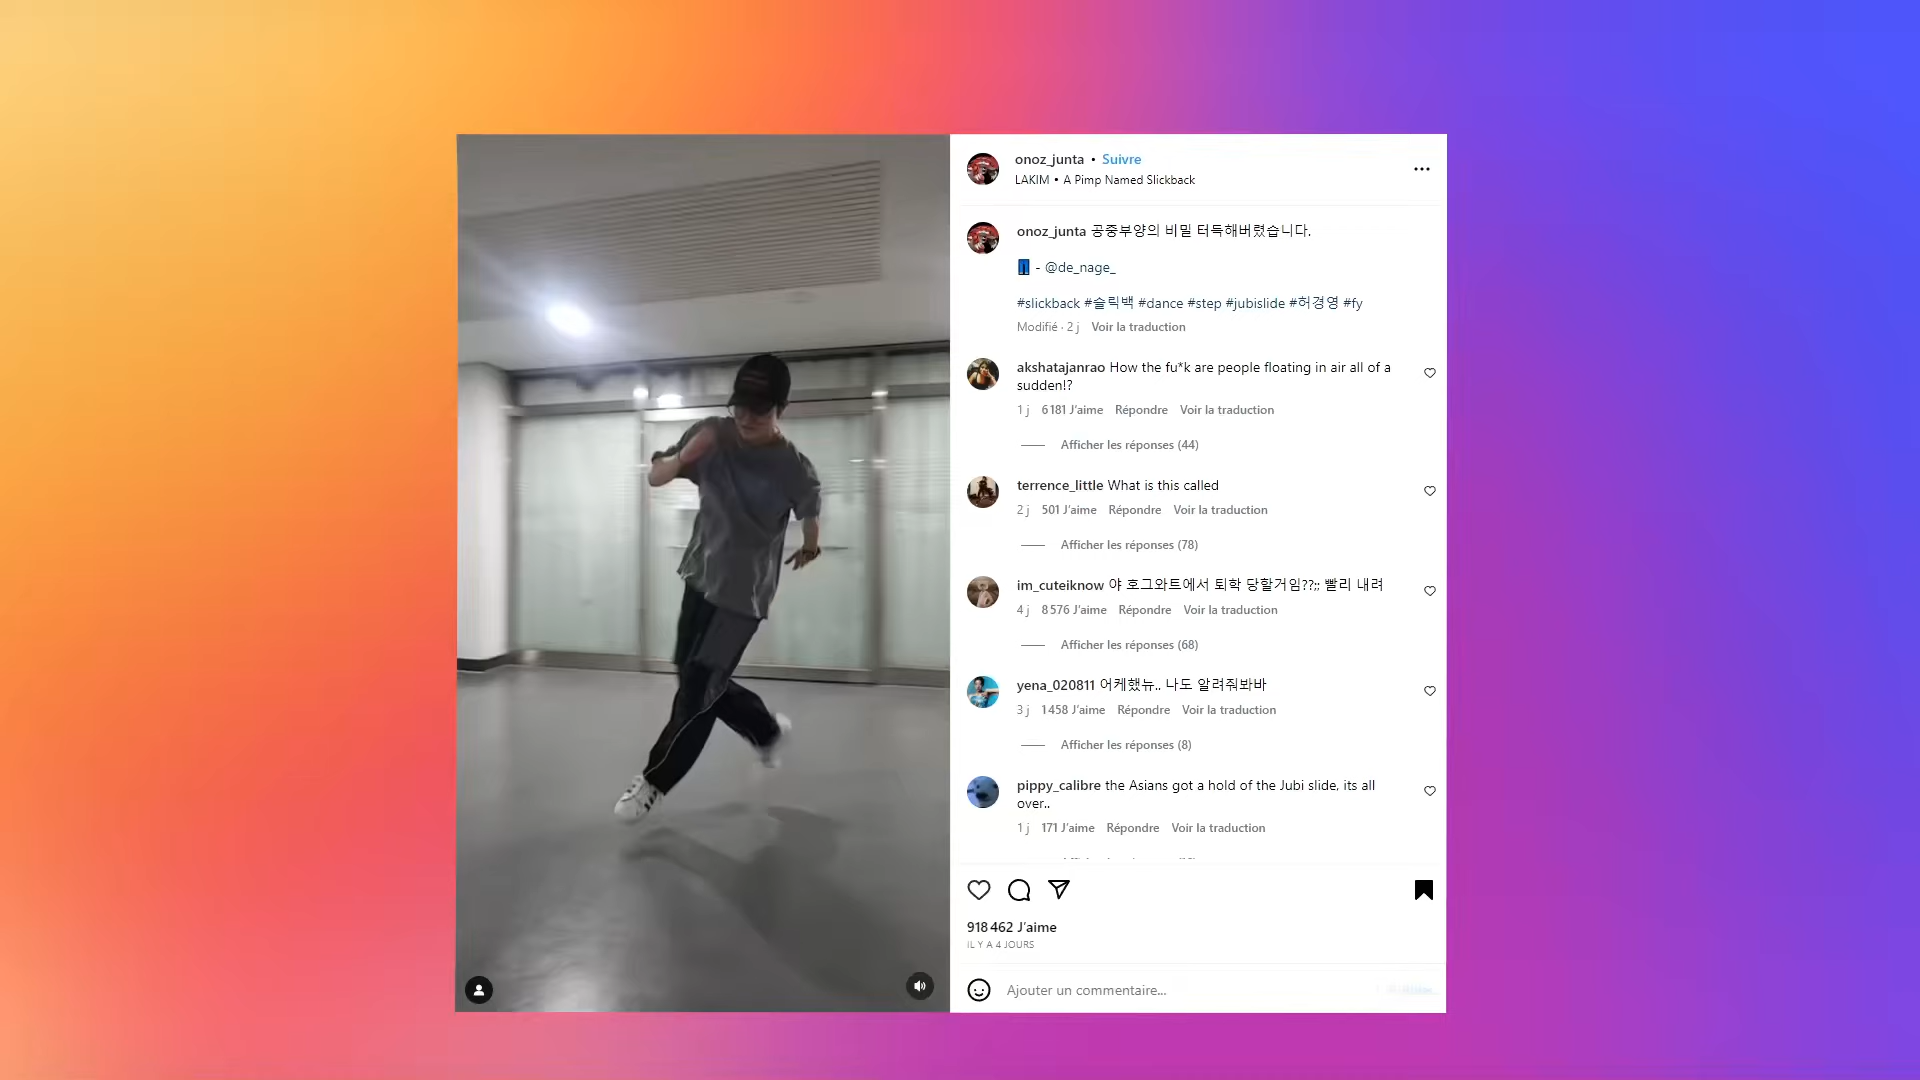 onoz_junta • Suivre
LAKIM • A Pimp Named Slickback
onoz_junta 공중부양의 비밀 터득해버렸습니다.
👖 - @de_nage_
#slickback #슬릭백 #dance #step #jubislide #허경영 #fy
Modifié · 2 j Voir la traduction
akshatajanrao How the fu*k are people floating in air all of a
sudden!?
1 j 6 181 J’aime Répondre Voir la traduction
Afficher les réponses (44)
terrence_little What is this called
2 j 501 J’aime Répondre Voir la traduction
Afficher les réponses (78)
im_cuteiknow 야 호그와트에서 퇴학 당할거임??;; 빨리 내려
4 j 8 576 J’aime Répondre Voir la traduction
Afficher les réponses (68)
yena_020811 어케했뉴.. 나도 알려줘봐바
3 j 1 458 J’aime Répondre Voir la traduction
Afficher les réponses (8)
pippy_calibre the Asians got a hold of the Jubi slide, its all
over..
1 j 171 J’aime Répondre Voir la traduction
918 462 J’aime
IL Y A 4 JOURS
Ajouter un commentaire...